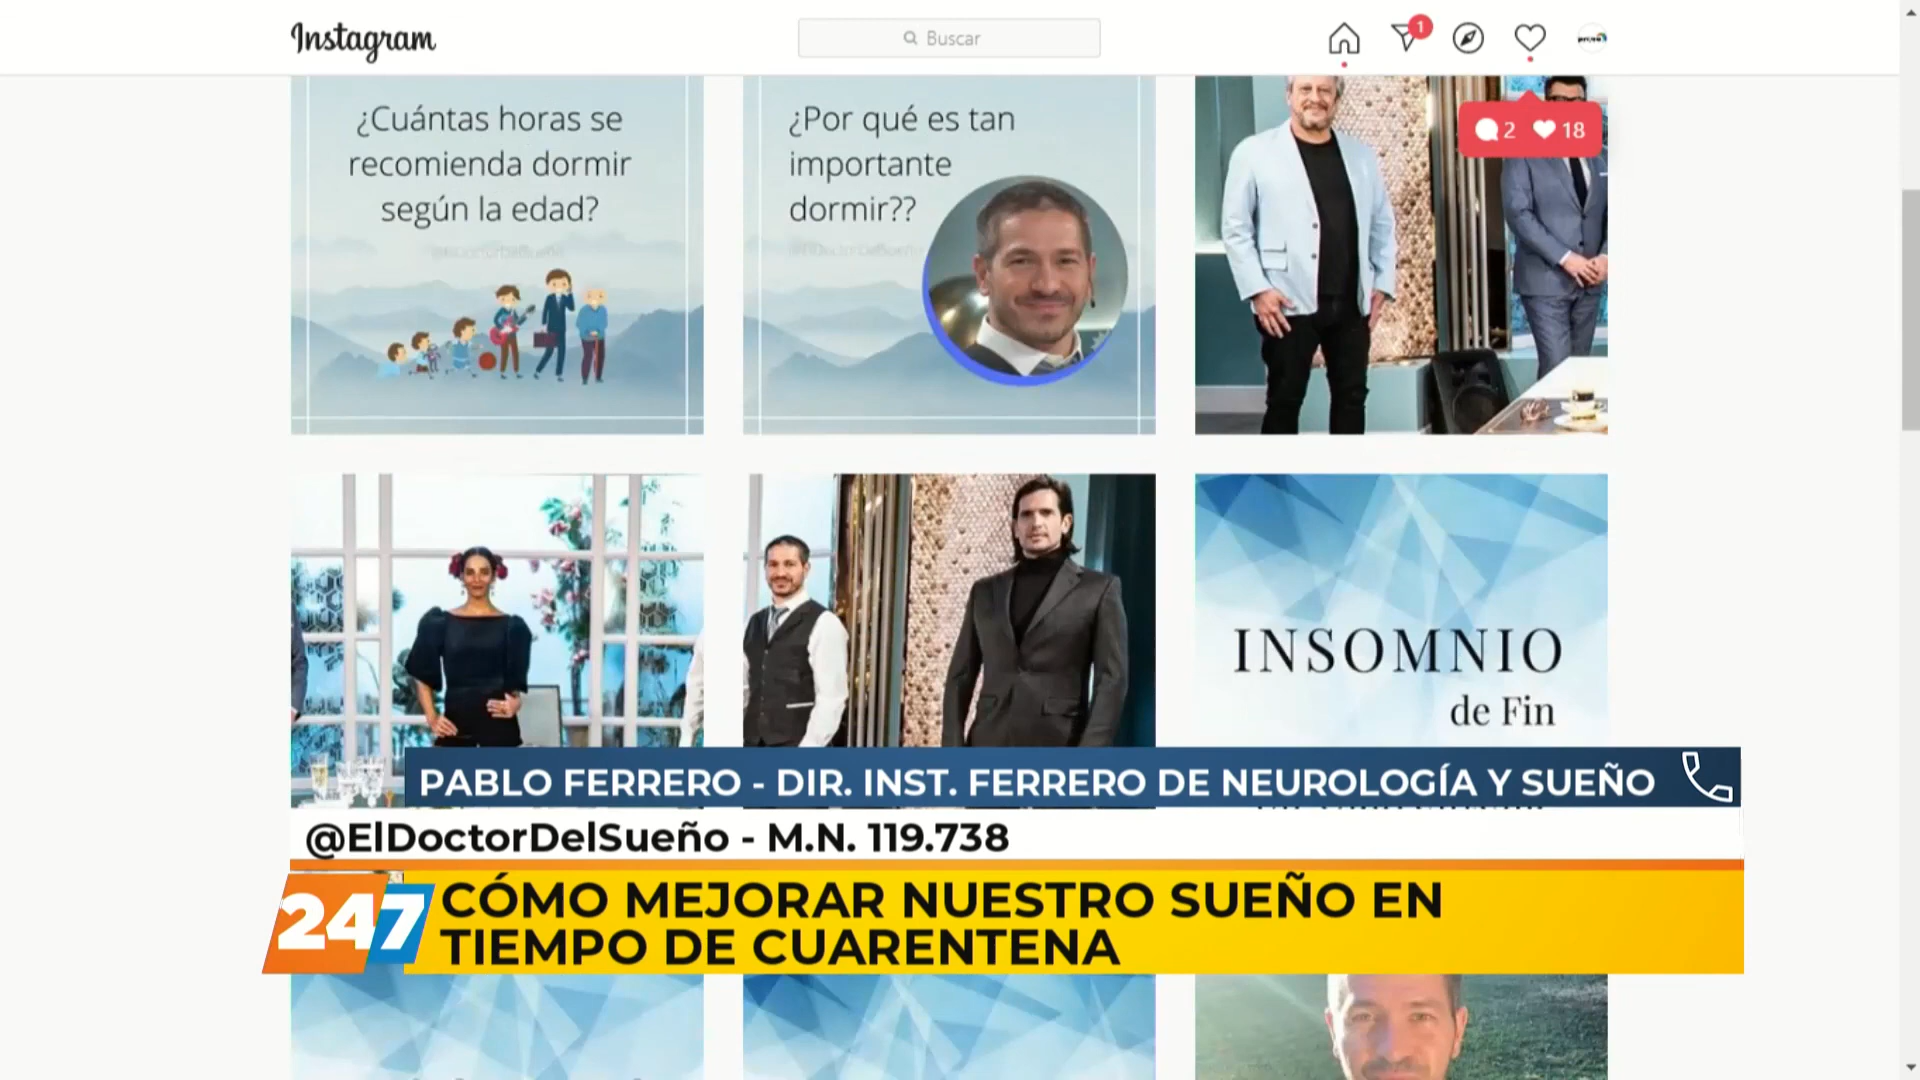 Instagram
Buscar
1
¿Cuántas horas se
recomienda dormir
según la edad?
@ElDoctorDelSueño
¿Por qué es tan
importante
dormir??
@ElDoctorDelSueño
2 18
INSOMNIO
de Fin
PABLO FERRERO - DIR. INST. FERRERO DE NEUROLOGÍA Y SUEÑO
@ElDoctorDelSueño - M.N. 119.738
247
CÓMO MEJORAR NUESTRO SUEÑO EN
TIEMPO DE CUARENTENA